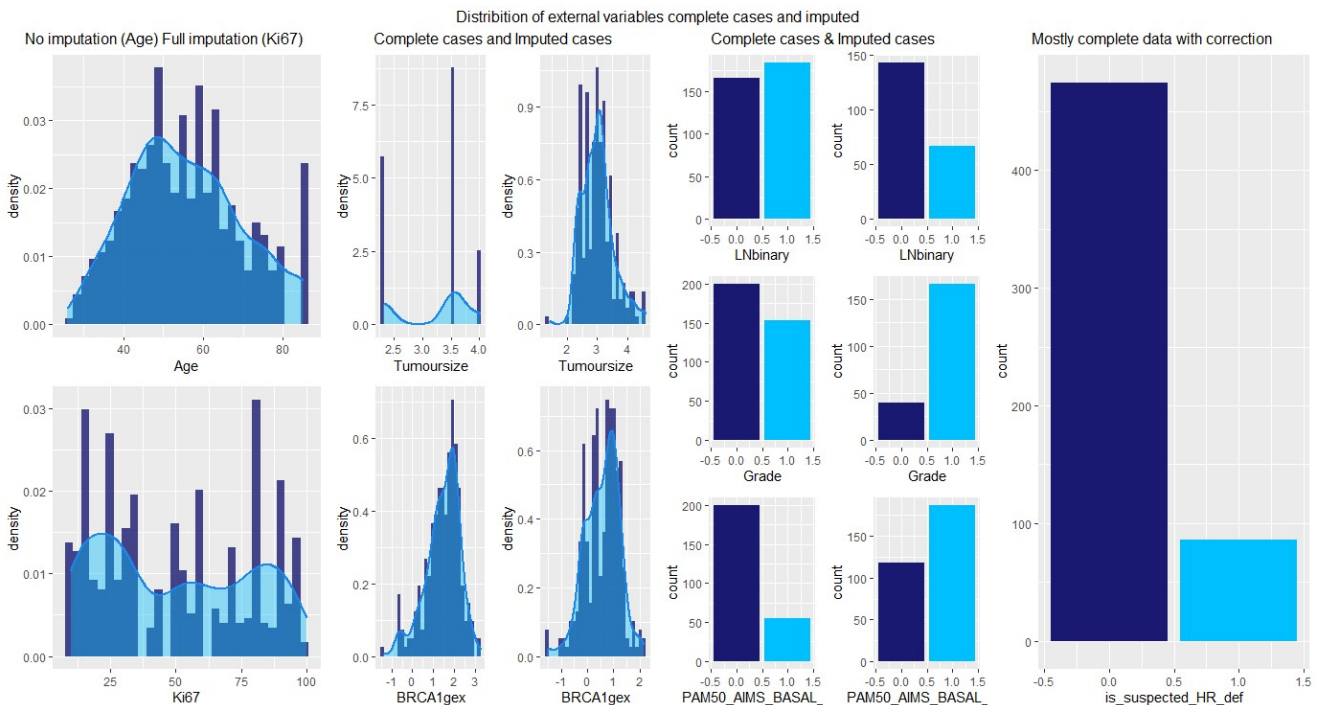 Distribition of external variables complete cases and imputed
No imputation (Age) Full imputation (Ki67)
Complete cases and Imputed cases
Complete cases & Imputed cases
Mostly complete data with correction
density
0.03
0.02
0.01
0.00
40 60 80
Age
density
7.5
5.0
2.5
0.0
2.5 3.0 3.5 4.0
Tumoursize
density
0.9
0.6
0.3
0.0
2 3 4
Tumoursize
count
150
100
50
0
-0.5 0.0 0.5 1.0 1.5
LNbinary
count
150
100
50
0
-0.5 0.0 0.5 1.0 1.5
LNbinary
count
200
150
100
50
0
-0.5 0.0 0.5 1.0 1.5
Grade
count
150
100
50
0
-0.5 0.0 0.5 1.0 1.5
Grade
density
0.03
0.02
0.01
0.00
25 50 75 100
Ki67
density
0.6
0.4
0.2
0.0
-1 0 1 2 3
BRCA1gex
density
0.6
0.4
0.2
0.0
-1 0 1 2
BRCA1gex
count
200
150
100
50
0
-0.5 0.0 0.5 1.0 1.5
PAM50_AIMS_BASAL_
count
150
100
50
0
-0.5 0.0 0.5 1.0 1.5
PAM50_AIMS_BASAL_
count
400
300
200
100
0
-0.5 0.0 0.5 1.0 1.5
is_suspected_HR_def